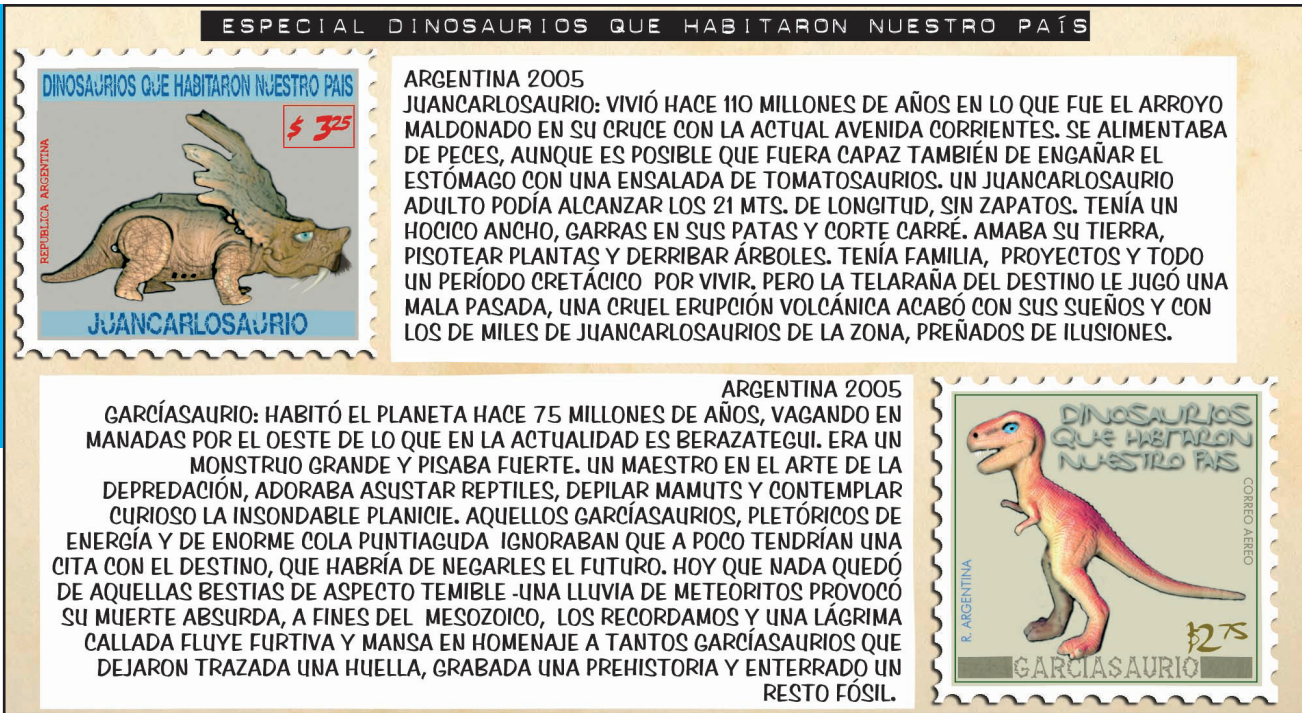 ESPECIAL DINOSAURIOS QUE HABITARON NUESTRO PAÍS
DINOSAURIOS QUE HABITARON NUESTRO PAIS
$ 325
REPUBLICA ARGENTINA
JUANCARLOSAURIO
ARGENTINA 2005
JUANCARLOSAURIO: VIVIÓ HACE 110 MILLONES DE AÑOS EN LO QUE FUE EL ARROYO
MALDONADO EN SU CRUCE CON LA ACTUAL AVENIDA CORRIENTES. SE ALIMENTABA
DE PECES, AUNQUE ES POSIBLE QUE FUERA CAPAZ TAMBIÉN DE ENGAÑAR EL
ESTÓMAGO CON UNA ENSALADA DE TOMATOSAURIOS. UN JUANCARLOSAURIO
ADULTO PODÍA ALCANZAR LOS 21 MTS. DE LONGITUD, SIN ZAPATOS. TENÍA UN
HOCICO ANCHO, GARRAS EN SUS PATAS Y CORTE CARRÉ. AMABA SU TIERRA,
PISOTEAR PLANTAS Y DERRIBAR ÁRBOLES. TENÍA FAMILIA, PROYECTOS Y TODO
UN PERÍODO CRETÁCICO POR VIVIR. PERO LA TELARAÑA DEL DESTINO LE JUGÓ UNA
MALA PASADA, UNA CRUEL ERUPCIÓN VOLCÁNICA ACABÓ CON SUS SUEÑOS Y CON
LOS DE MILES DE JUANCARLOSAURIOS DE LA ZONA, PREÑADOS DE ILUSIONES.
ARGENTINA 2005
GARCÍASAURIO: HABITÓ EL PLANETA HACE 75 MILLONES DE AÑOS, VAGANDO EN
MANADAS POR EL OESTE DE LO QUE EN LA ACTUALIDAD ES BERAZATEGUI. ERA UN
MONSTRUO GRANDE Y PISABA FUERTE. UN MAESTRO EN EL ARTE DE LA
DEPREDACIÓN, ADORABA ASUSTAR REPTILES, DEPILAR MAMUTS Y CONTEMPLAR
CURIOSO LA INSONDABLE PLANICIE. AQUELLOS GARCÍASAURIOS, PLETÓRICOS DE
ENERGÍA Y DE ENORME COLA PUNTIAGUDA IGNORABAN QUE A POCO TENDRÍAN UNA
CITA CON EL DESTINO, QUE HABRÍA DE NEGARLES EL FUTURO. HOY QUE NADA QUEDÓ
DE AQUELLAS BESTIAS DE ASPECTO TEMIBLE -UNA LLUVIA DE METEORITOS PROVOCÓ
SU MUERTE ABSURDA, A FINES DEL MESOZOICO, LOS RECORDAMOS Y UNA LÁGRIMA
CALLADA FLUYE FURTIVA Y MANSA EN HOMENAJE A TANTOS GARCÍASAURIOS QUE
DEJARON TRAZADA UNA HUELLA, GRABADA UNA PREHISTORIA Y ENTERRADO UN
RESTO FÓSIL.
DINOSAURIOS
QUE HABITARON
NUESTRO PAIS
CORREO AEREO
R. ARGENTINA
$2 75
GARCIASAURIO